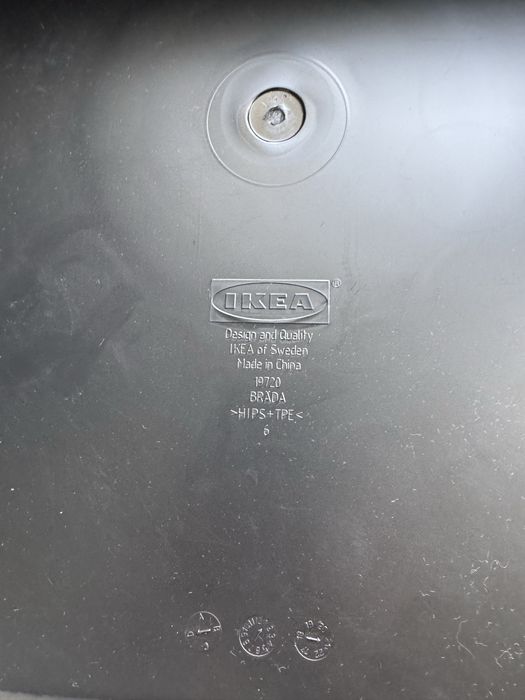 IKEA®
Design and Quality
IKEA of Sweden
Made in China
19720
BRÄDA
>HIPS+TPE<
6